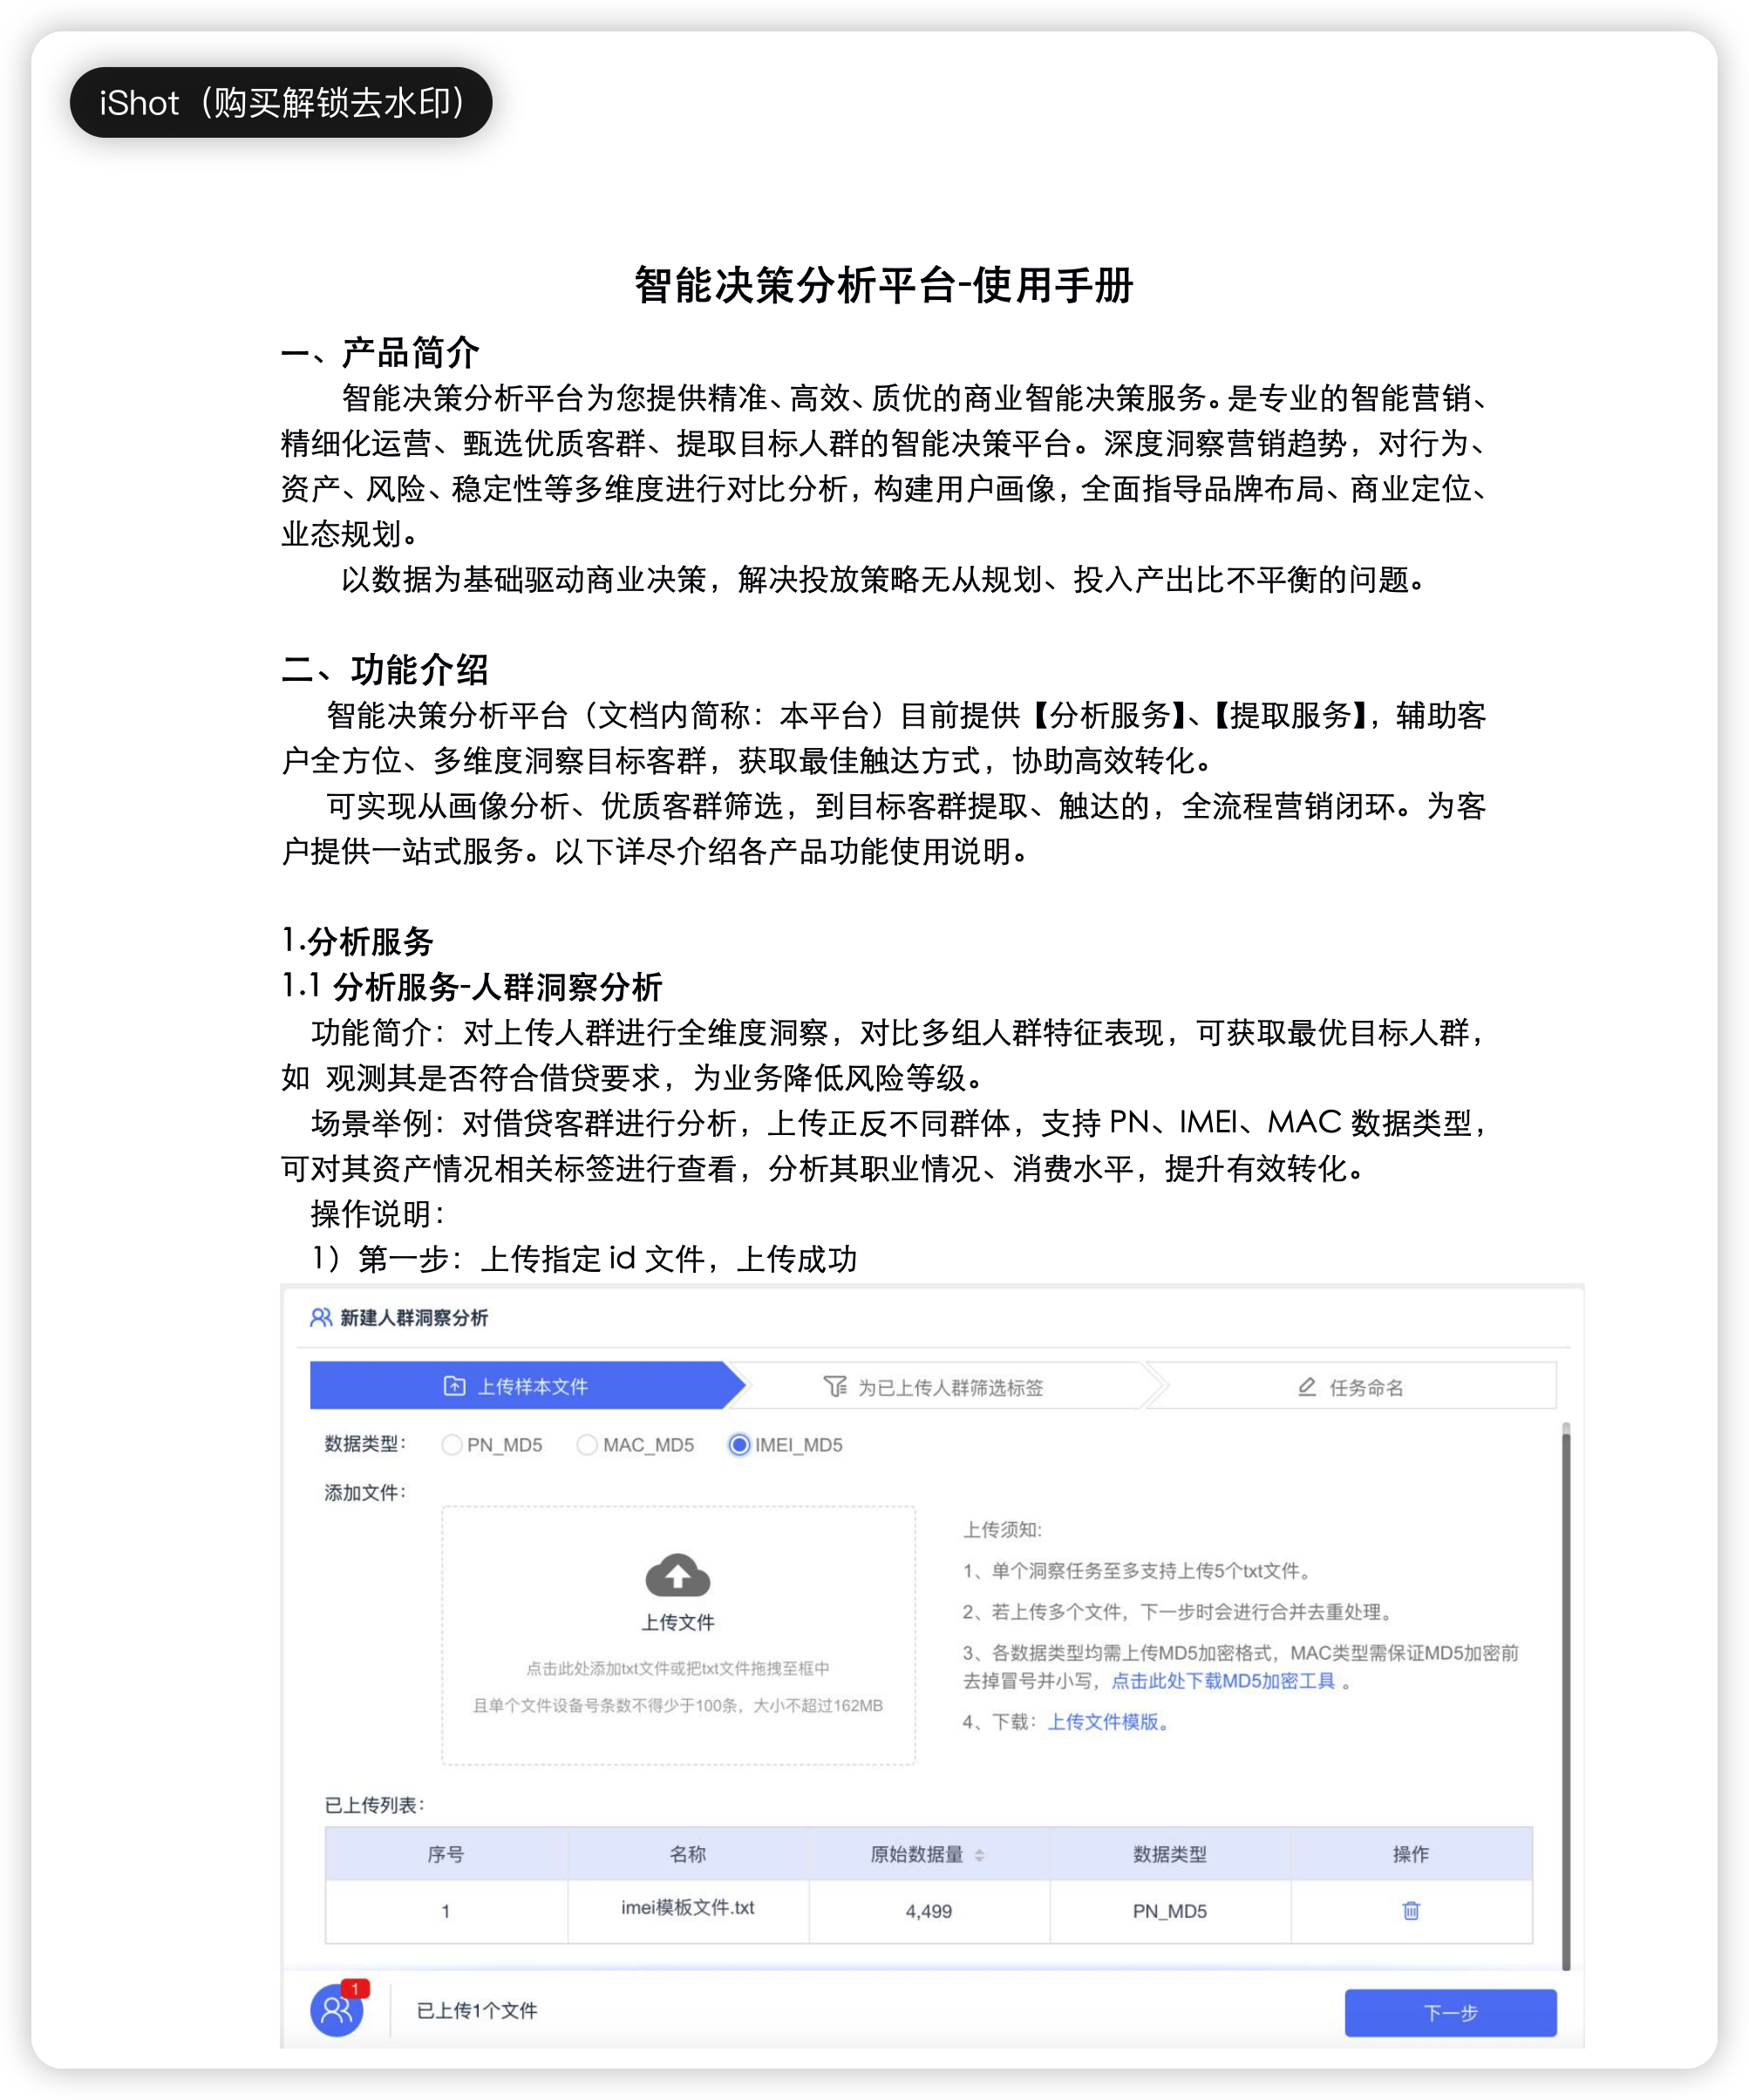 iShot（购买解锁去水印）
智能决策分析平台-使用手册
一、产品简介
智能决策分析平台为您提供精准、高效、质优的商业智能决策服务。是专业的智能营销、
精细化运营、甄选优质客群、提取目标人群的智能决策平台。深度洞察营销趋势，对行为、
资产、风险、稳定性等多维度进行对比分析，构建用户画像，全面指导品牌布局、商业定位、
业态规划。
以数据为基础驱动商业决策，解决投放策略无从规划、投入产出比不平衡的问题。
二、功能介绍
智能决策分析平台（文档内简称：本平台）目前提供【分析服务】、【提取服务】，辅助客
户全方位、多维度洞察目标客群，获取最佳触达方式，协助高效转化。
可实现从画像分析、优质客群筛选，到目标客群提取、触达的，全流程营销闭环。为客
户提供一站式服务。以下详尽介绍各产品功能使用说明。
1.分析服务
1.1 分析服务-人群洞察分析
功能简介：对上传人群进行全维度洞察，对比多组人群特征表现，可获取最优目标人群，
如 观测其是否符合借贷要求，为业务降低风险等级。
场景举例：对借贷客群进行分析，上传正反不同群体，支持 PN、IMEI、MAC 数据类型，
可对其资产情况相关标签进行查看，分析其职业情况、消费水平，提升有效转化。
操作说明：
1）第一步：上传指定 id 文件，上传成功
新建人群洞察分析
上传样本文件 为已上传人群筛选标签 任务命名
数据类型： PN_MD5 MAC_MD5 IMEI_MD5
添加文件：
上传文件
点击此处添加txt文件或把txt文件拖拽至框中
且单个文件设备号条数不得少于100条，大小不超过162MB
上传须知:
1、单个洞察任务至多支持上传5个txt文件。
2、若上传多个文件，下一步时会进行合并去重处理。
3、各数据类型均需上传MD5加密格式，MAC类型需保证MD5加密前
去掉冒号并小写，点击此处下载MD5加密工具 。
4、下载：上传文件模版。
已上传列表：
序号 名称 原始数据量 数据类型 操作
1 imei模板文件.txt 4,499 PN_MD5
1
已上传1个文件
下一步